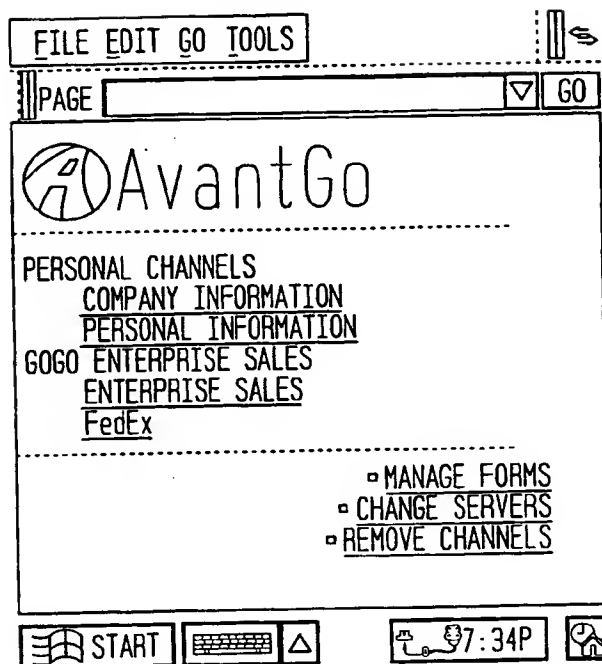 FILE EDIT GO TOOLS
PAGE GO
AvantGo
PERSONAL CHANNELS
COMPANY INFORMATION
PERSONAL INFORMATION
GOGO ENTERPRISE SALES
ENTERPRISE SALES
FedEx
MANAGE FORMS
CHANGE SERVERS
REMOVE CHANNELS
START 7:34P